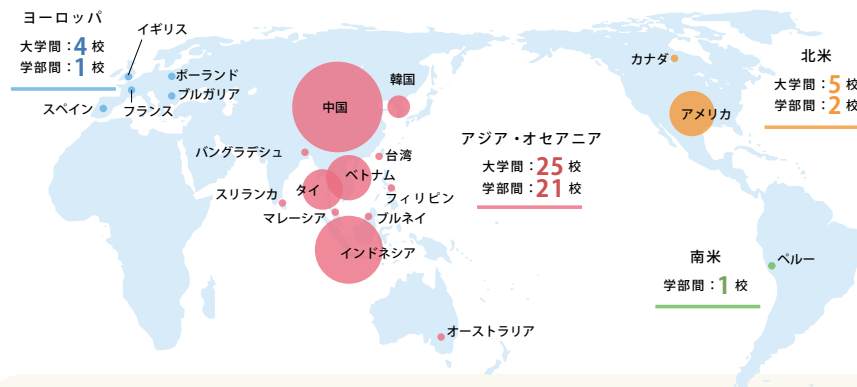 ヨーロッパ
大学間：4 校
学部間：1 校
イギリス
ポーランド
ブルガリア
スペイン
フランス
中国
韓国
バングラデシュ
台湾
ベトナム
タイ
スリランカ
フィリピン
マレーシア
ブルネイ
インドネシア
オーストラリア
アジア・オセアニア
大学間：25 校
学部間：21 校
カナダ
アメリカ
北米
大学間：5 校
学部間：2 校
南米
学部間：1 校
ペルー